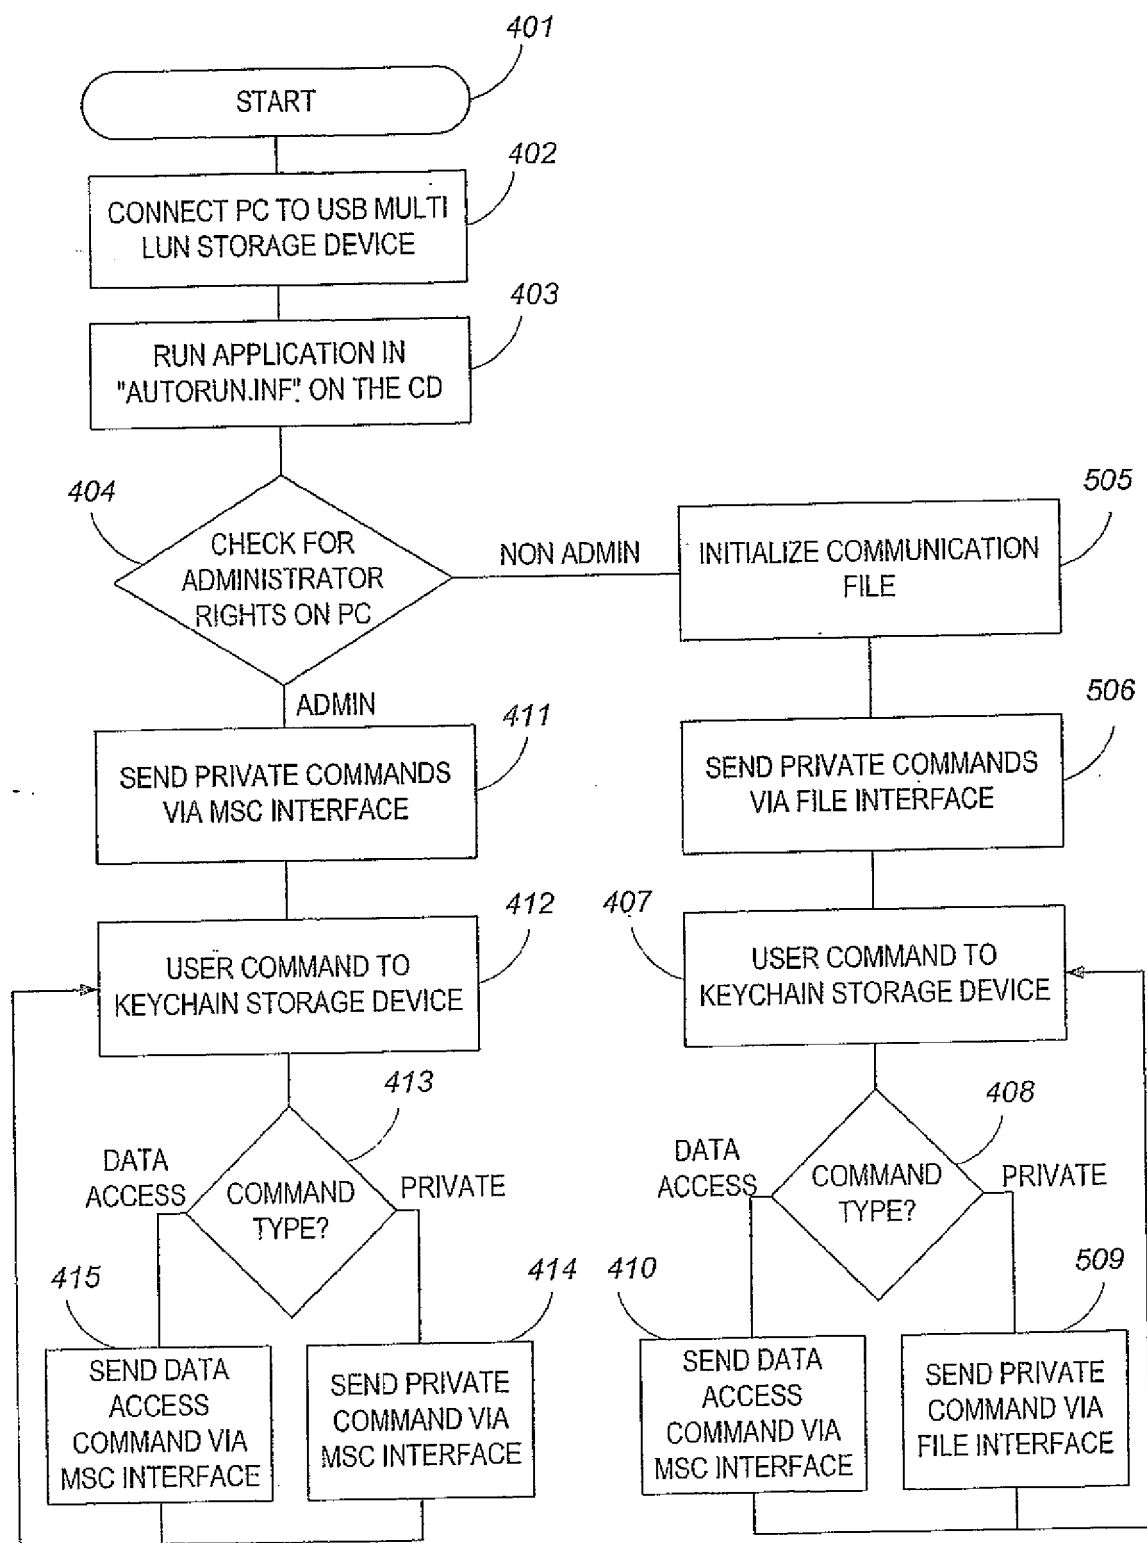 401
START
402
CONNECT PC TO USB MULTI
LUN STORAGE DEVICE
403
RUN APPLICATION IN
"AUTORUN.INF" ON THE CD
404
CHECK FOR
ADMINISTRATOR
RIGHTS ON PC
NON ADMIN
505
INITIALIZE COMMUNICATION
FILE
ADMIN
411
SEND PRIVATE COMMANDS
VIA MSC INTERFACE
506
SEND PRIVATE COMMANDS
VIA FILE INTERFACE
412
USER COMMAND TO
KEYCHAIN STORAGE DEVICE
407
USER COMMAND TO
KEYCHAIN STORAGE DEVICE
413
DATA
ACCESS
COMMAND
TYPE?
PRIVATE
408
DATA
ACCESS
COMMAND
TYPE?
PRIVATE
415
SEND DATA
ACCESS
COMMAND VIA
MSC INTERFACE
414
SEND PRIVATE
COMMAND VIA
MSC INTERFACE
410
SEND DATA
ACCESS
COMMAND VIA
MSC INTERFACE
509
SEND PRIVATE
COMMAND VIA
FILE INTERFACE